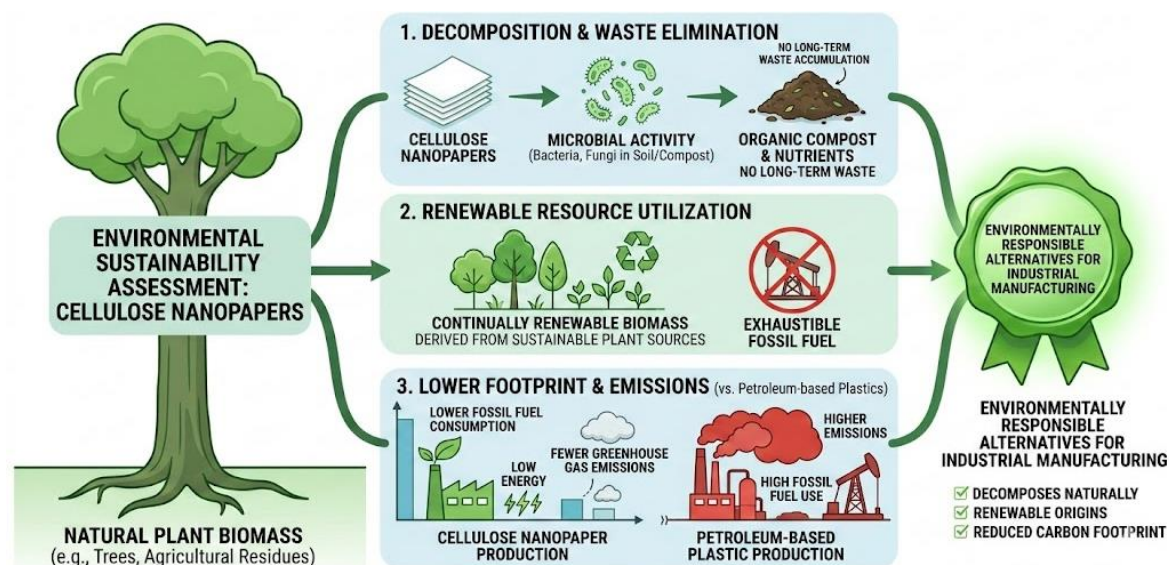 ENVIRONMENTAL
SUSTAINABILITY
ASSESSMENT:
CELLULOSE NANOPAPERS
NATURAL PLANT BIOMASS
(e.g., Trees, Agricultural Residues)
1. DECOMPOSITION & WASTE ELIMINATION
CELLULOSE
NANOPAPERS
MICROBIAL ACTIVITY
(Bacteria, Fungi in Soil/Compost)
NO LONG-TERM
WASTE ACCUMULATION
ORGANIC COMPOST
& NUTRIENTS
NO LONG-TERM WASTE
2. RENEWABLE RESOURCE UTILIZATION
CONTINUALLY RENEWABLE BIOMASS
DERIVED FROM SUSTAINABLE PLANT SOURCES
EXHAUSTIBLE
FOSSIL FUEL
3. LOWER FOOTPRINT & EMISSIONS (vs. Petroleum-based Plastics)
LOWER FOSSIL FUEL
CONSUMPTION
LOW
ENERGY
FEWER GREENHOUSE
GAS EMISSIONS
CELLULOSE NANOPAPER
PRODUCTION
HIGHER
EMISSIONS
HIGH FOSSIL
FUEL USE
PETROLEUM-BASED
PLASTIC PRODUCTION
ENVIRONMENTALLY
RESPONSIBLE
ALTERNATIVES FOR
INDUSTRIAL
MANUFACTURING
ENVIRONMENTALLY
RESPONSIBLE
ALTERNATIVES FOR
INDUSTRIAL MANUFACTURING
DECOMPOSES NATURALLY
RENEWABLE ORIGINS
REDUCED CARBON FOOTPRINT